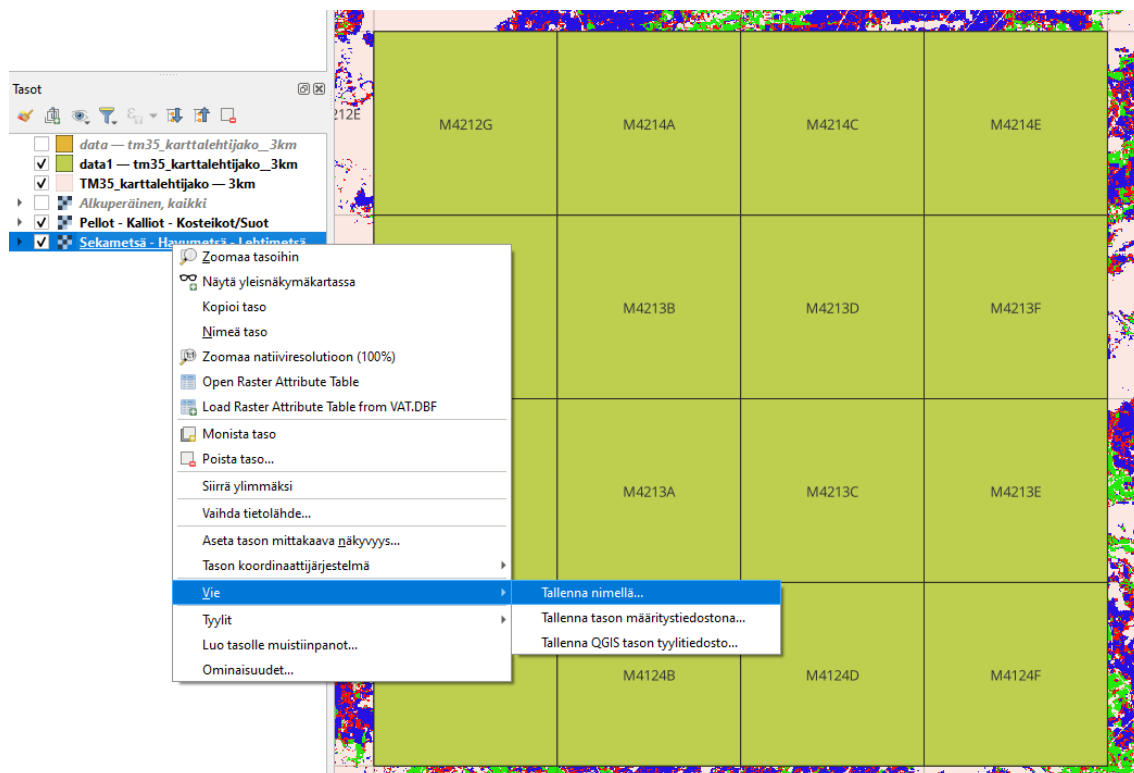 Tasot
data — tm35_karttalehtijako__3km
data1 — tm35_karttalehtijako__3km
TM35_karttalehtijako — 3km
Alkuperäinen, kaikki
Pellot - Kalliot - Kosteikot/Suot
Sekametsä - Havumetsä - Lehtimetsä
Zoomaa tasoihin
Näytä yleisnäkymäkartassa
Kopioi taso
Nimeä taso
Zoomaa natiiviresolutioon (100%)
Open Raster Attribute Table
Load Raster Attribute Table from VAT.DBF
Monista taso
Poista taso...
Siirrä ylimmäksi
Vaihda tietolähde...
Aseta tason mittakaava näkyvyys...
Tason koordinaattijärjestelmä
Vie
Tyylit
Luo tasolle muistiinpanot...
Ominaisuudet...
Tallenna nimellä...
Tallenna tason määritystiedostona...
Tallenna QGIS tason tyylitiedosto...
212E
M4212G M4214A M4214C M4214E
M4213B M4213D M4213F
M4213A M4213C M4213E
M4124B M4124D M4124F